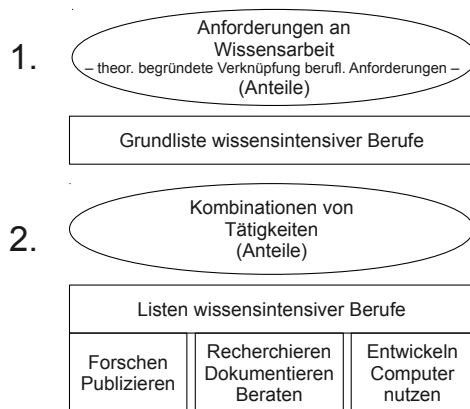 1.
Anforderungen an
Wissensarbeit
– theor. begründete Verknüpfung berufl. Anforderungen –
(Anteile)
Grundliste wissensintensiver Berufe
2.
Kombinationen von
Tätigkeiten
(Anteile)
Listen wissensintensiver Berufe
Forschen
Publizieren
Recherchieren
Dokumentieren
Beraten
Entwickeln
Computer
nutzen